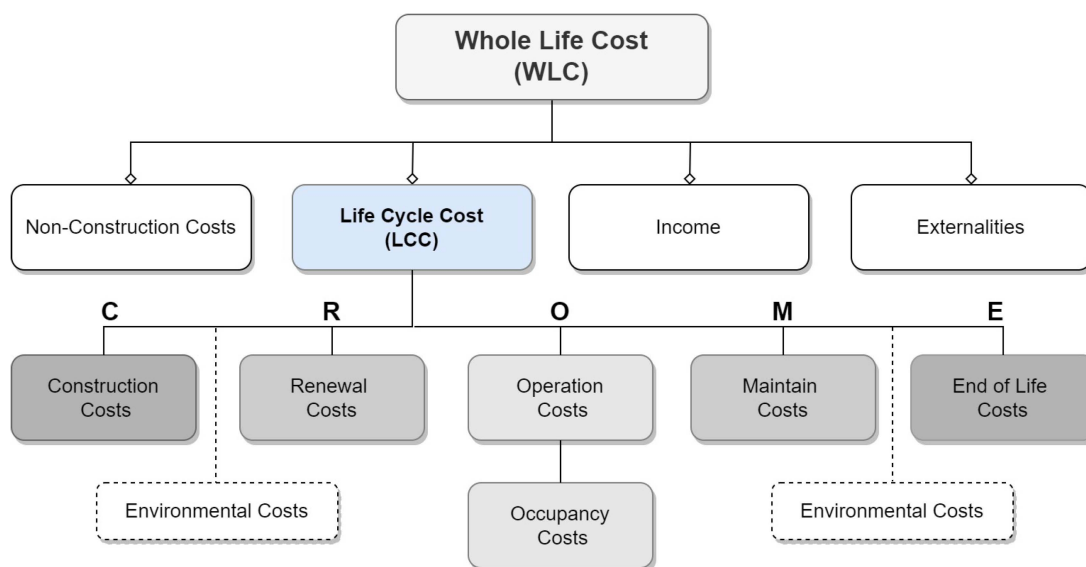 Whole Life Cost
(WLC)
Non-Construction Costs
Life Cycle Cost
(LCC)
Income
Externalities
C
R
O
M
E
Construction
Costs
Renewal
Costs
Operation
Costs
Maintain
Costs
End of Life
Costs
Environmental Costs
Occupancy
Costs
Environmental Costs